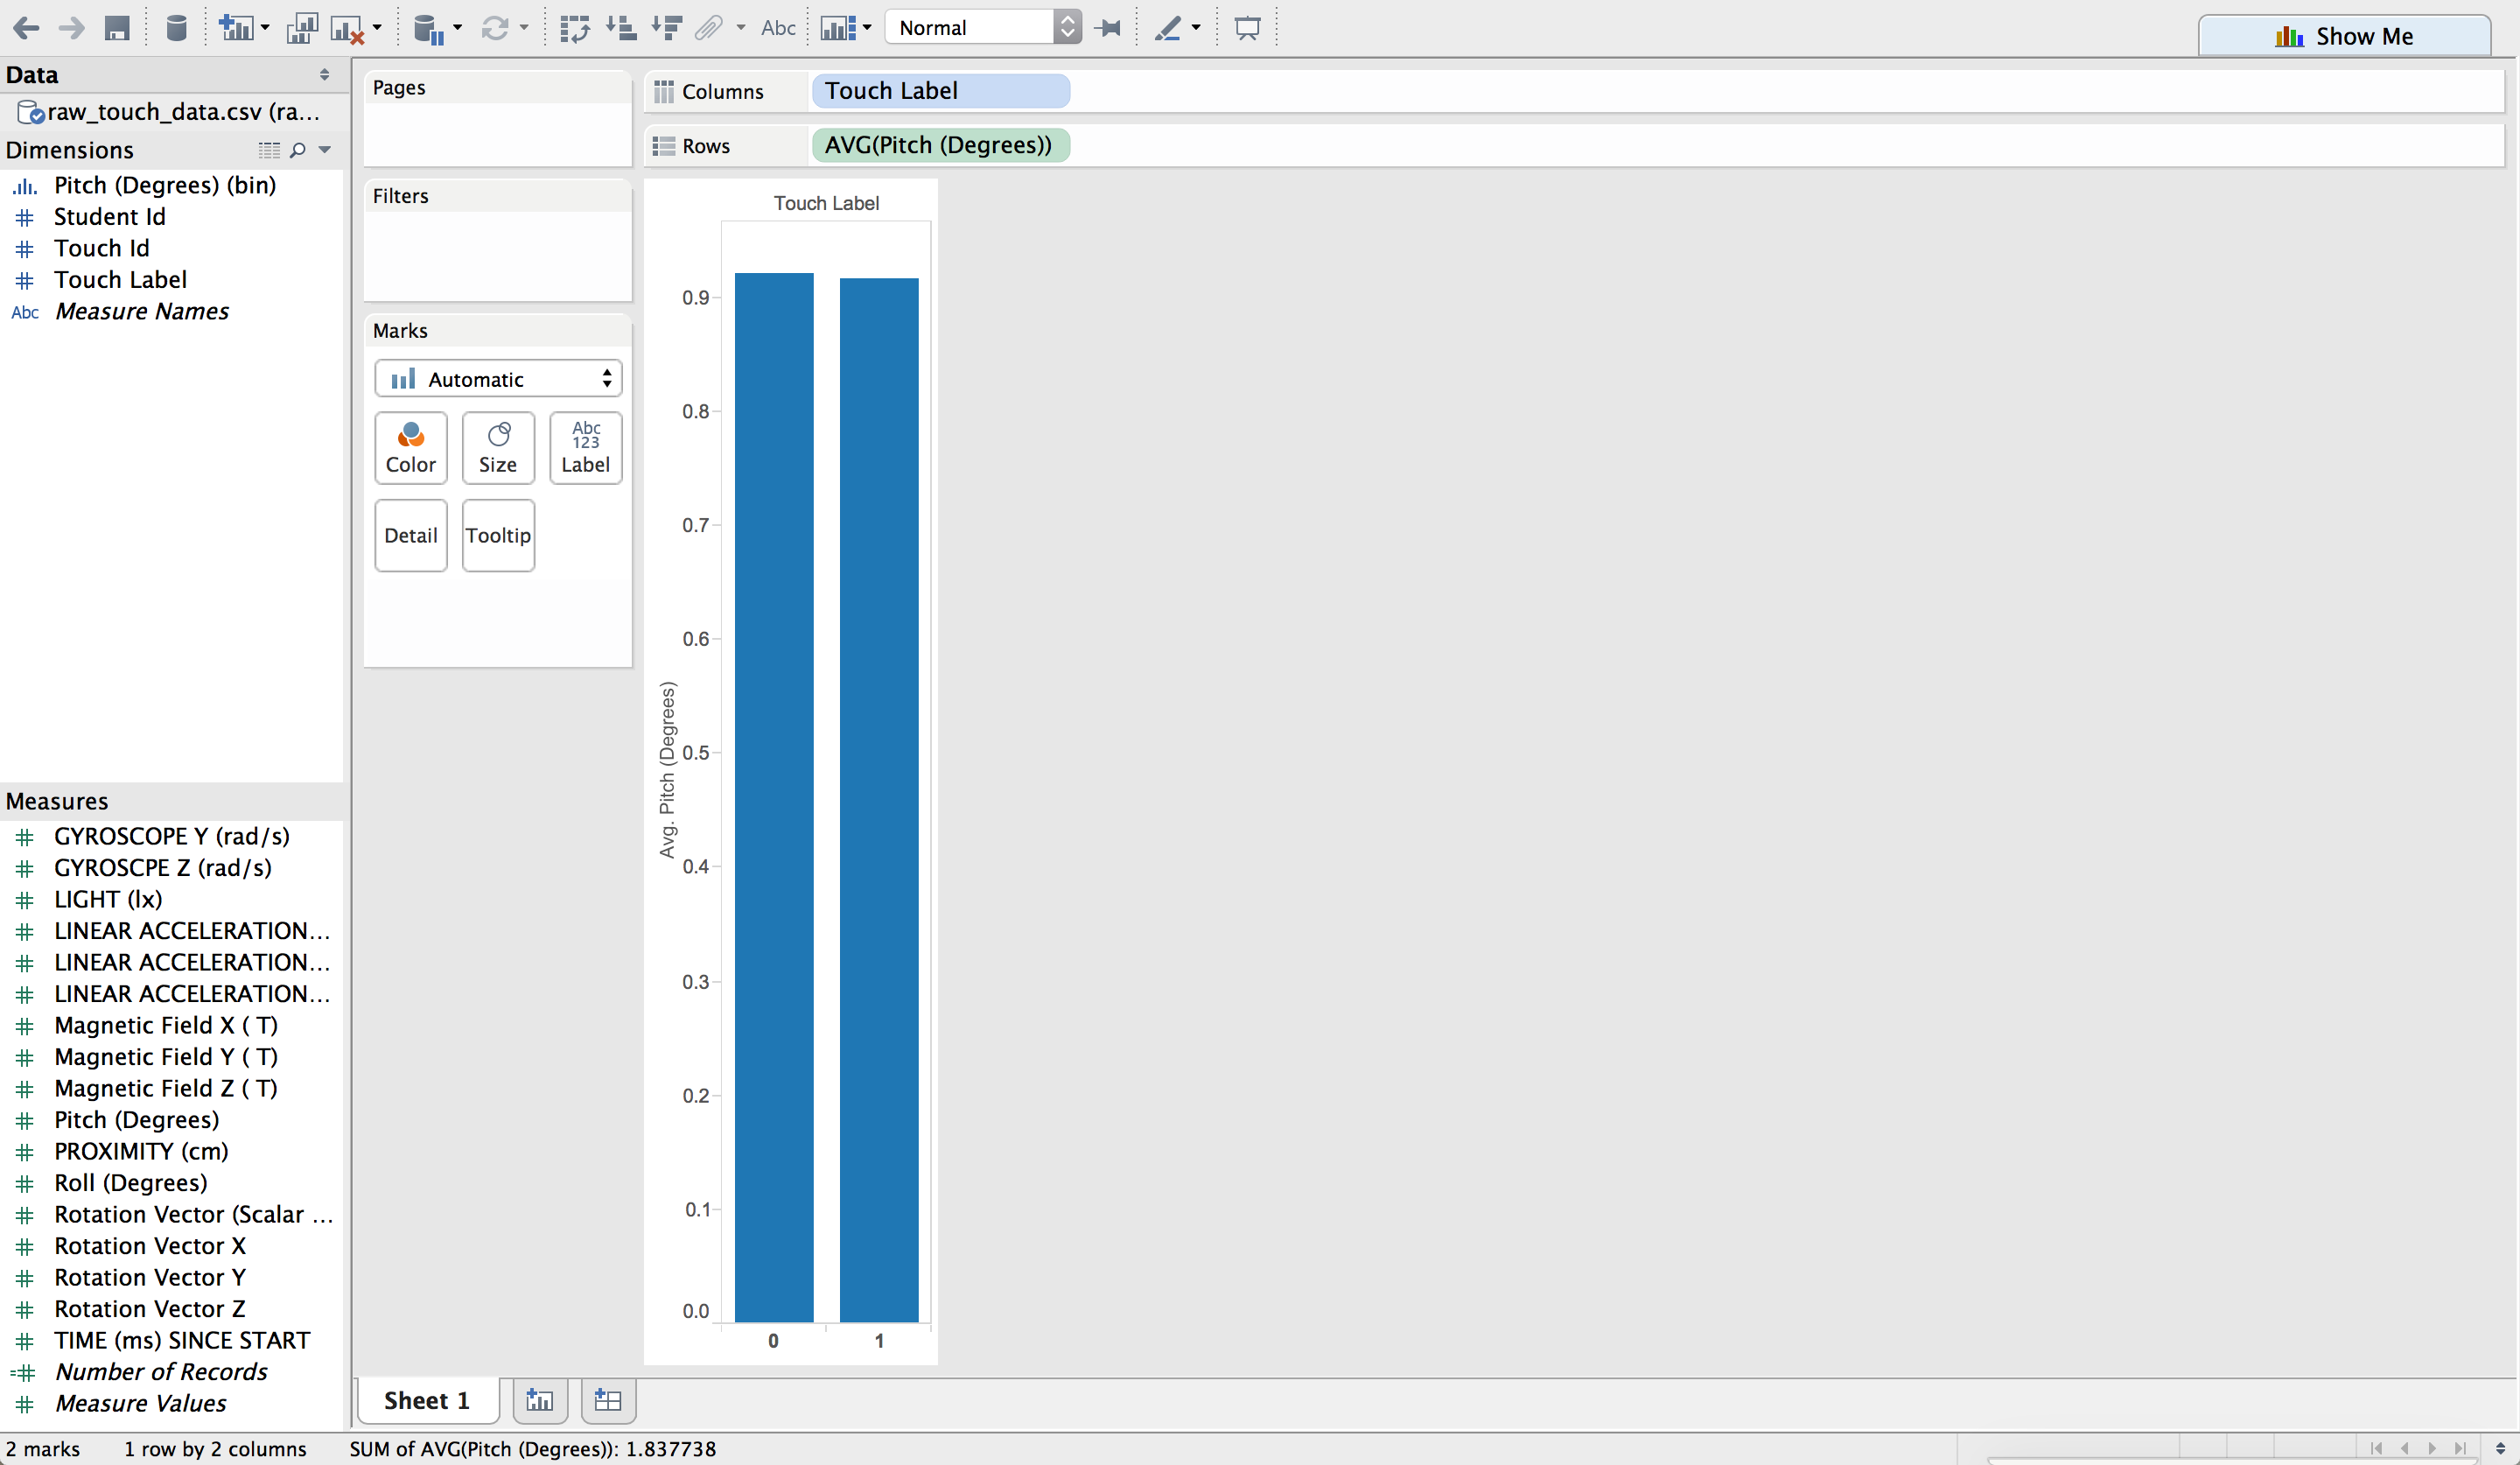 Abc
Normal
Show Me
Data
raw_touch_data.csv (ra...
Dimensions
Pitch (Degrees) (bin)
# Student Id
# Touch Id
# Touch Label
Abc Measure Names
Measures
# GYROSCOPE Y (rad/s)
# GYROSCPE Z (rad/s)
# LIGHT (lx)
# LINEAR ACCELERATION...
# LINEAR ACCELERATION...
# LINEAR ACCELERATION...
# Magnetic Field X ( T)
# Magnetic Field Y ( T)
# Magnetic Field Z ( T)
# Pitch (Degrees)
# PROXIMITY (cm)
# Roll (Degrees)
# Rotation Vector (Scalar ...
# Rotation Vector X
# Rotation Vector Y
# Rotation Vector Z
# TIME (ms) SINCE START
=# Number of Records
# Measure Values
Pages
Filters
Marks
Automatic
Color
Size
Abc
123
Label
Detail
Tooltip
Columns
Touch Label
Rows
AVG(Pitch (Degrees))
Touch Label
Avg. Pitch (Degrees)
0.9
0.8
0.7
0.6
0.5
0.4
0.3
0.2
0.1
0.0
0 1
Sheet 1
2 marks 1 row by 2 columns SUM of AVG(Pitch (Degrees)): 1.837738